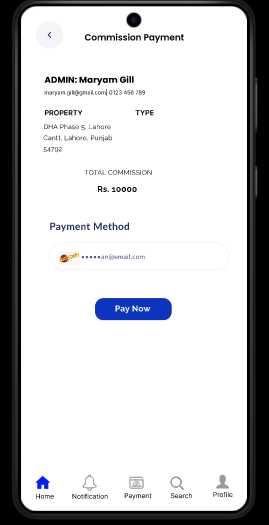 Commission Payment
ADMIN: Maryam Gill
maryam.gill@gmail.com| 0123 456 789
PROPERTY TYPE
DHA Phase 5, Lahore
Cantt, Lahore, Punjab
54792
TOTAL COMMISSION
Rs. 10000
Payment Method
•••••an@email.com
Pay Now
Home Notification Payment Search Profile